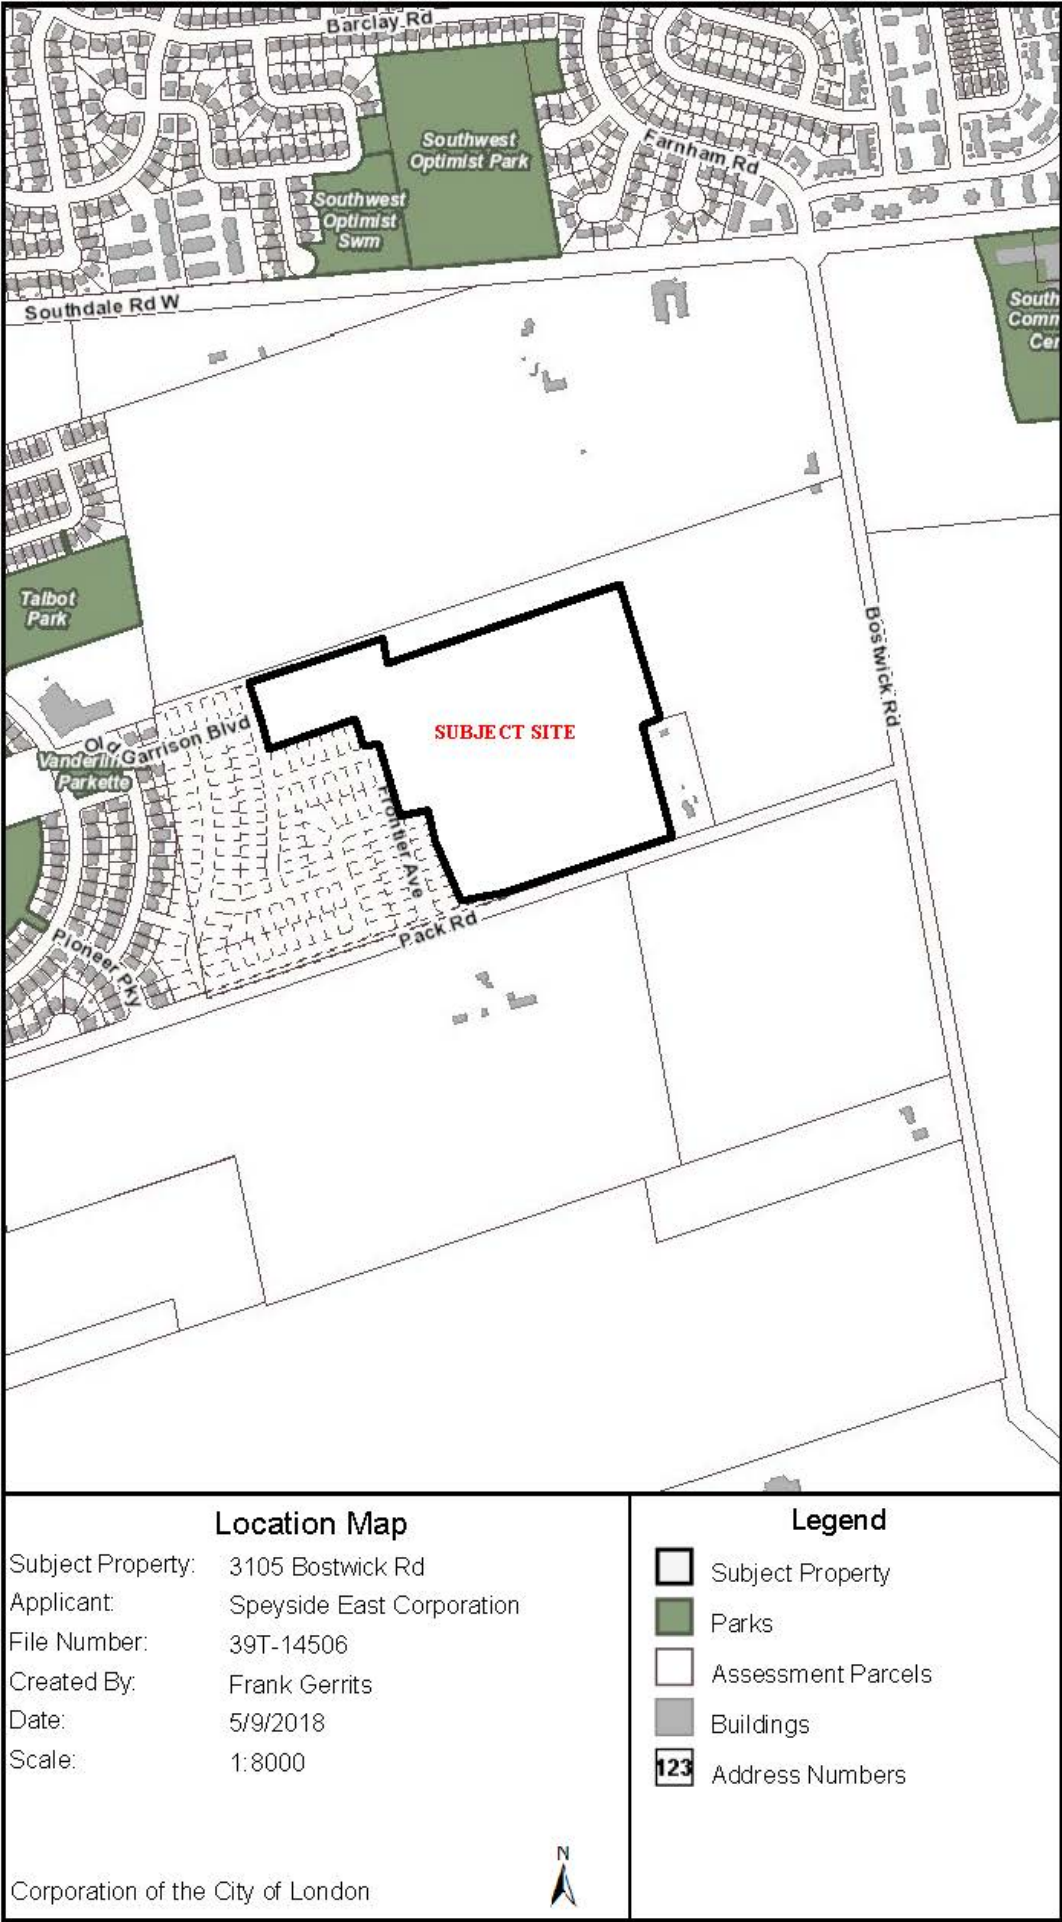 Barclay Rd
Southwest
Optimist Park
Farnham Rd
Southwest
Optimist
Swm
Southdale Rd W
South
Comm
Cer
Talbot
Park
Bostwick Rd
SUBJECT SITE
Old Garrison Blvd
Parkette
Frontier Ave
Pack Rd
Pioneer Pky
Location Map
Subject Property: 3105 Bostwick Rd
Applicant: Speyside East Corporation
File Number: 39T-14506
Created By: Frank Gerrits
Date: 5/9/2018
Scale: 1:8000
Corporation of the City of London
N
Legend
Subject Property
Parks
Assessment Parcels
Buildings
123 Address Numbers